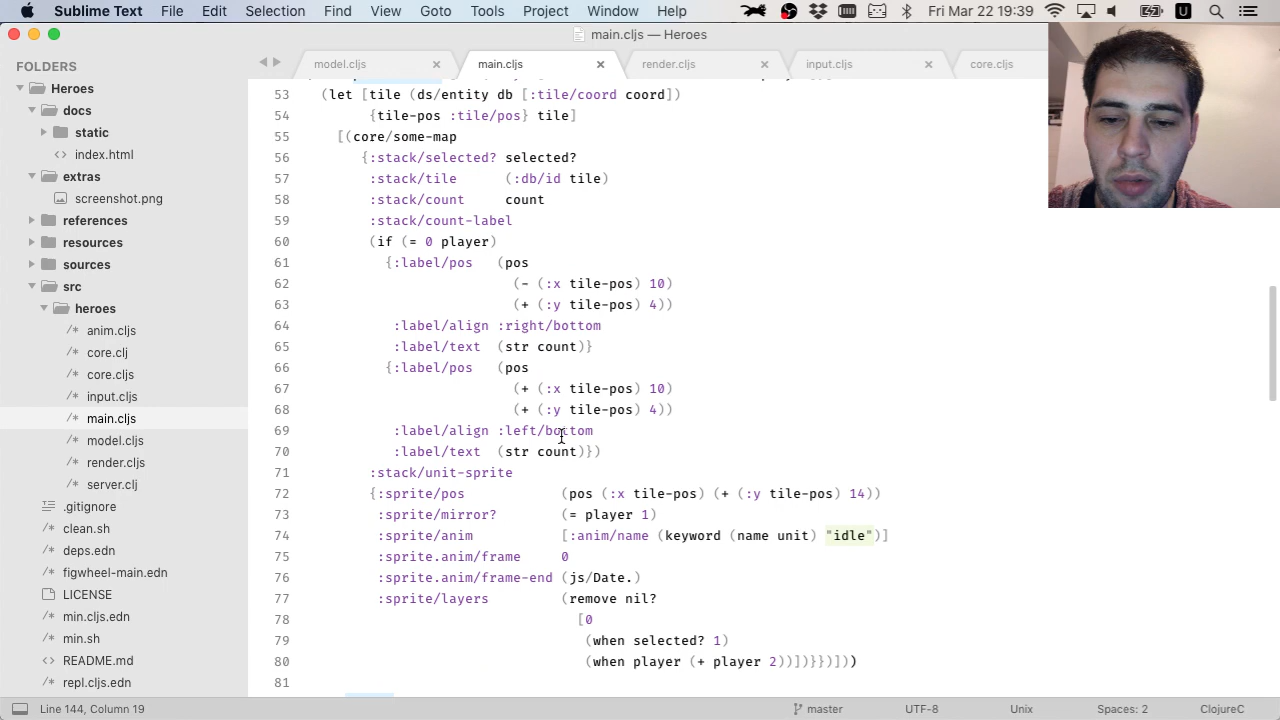 Sublime Text File Edit Selection Find View Goto Tools Project Window Help Fri Mar 22 19:39 U
main.cljs — Heroes
FOLDERS
Heroes
docs
static
index.html
extras
screenshot.png
references
resources
sources
src
heroes
anim.cljs
core.clj
core.cljs
input.cljs
main.cljs
model.cljs
render.cljs
server.clj
.gitignore
clean.sh
deps.edn
figwheel-main.edn
LICENSE
min.cljs.edn
min.sh
README.md
repl.cljs.edn
model.cljs main.cljs render.cljs input.cljs core.cljs
53 (let [tile (ds/entity db [:tile/coord coord])
54 {tile-pos :tile/pos} tile]
55 [(core/some-map
56 {:stack/selected? selected?
57 :stack/tile (:db/id tile)
58 :stack/count count
59 :stack/count-label
60 (if (= 0 player)
61 {:label/pos (pos
62 (- (:x tile-pos) 10)
63 (+ (:y tile-pos) 4))
64 :label/align :right/bottom
65 :label/text (str count)}
66 {:label/pos (pos
67 (+ (:x tile-pos) 10)
68 (+ (:y tile-pos) 4))
69 :label/align :left/bottom
70 :label/text (str count)})
71 :stack/unit-sprite
72 {:sprite/pos (pos (:x tile-pos) (+ (:y tile-pos) 14))
73 :sprite/mirror? (= player 1)
74 :sprite/anim [:anim/name (keyword (name unit) "idle")]
75 :sprite.anim/frame 0
76 :sprite.anim/frame-end (js/Date.)
77 :sprite/layers (remove nil?
78 [0
79 (when selected? 1)
80 (when player (+ player 2))])}})]))
81
Line 144, Column 19 master UTF-8 Unix Spaces: 2 ClojureC